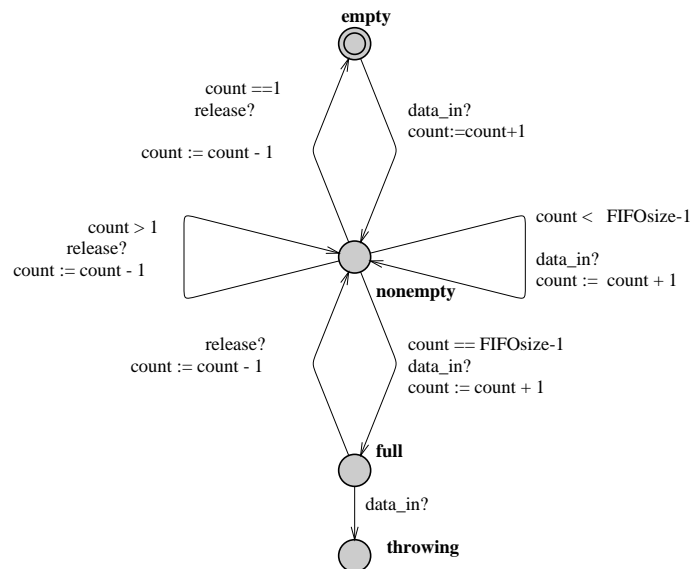 empty
count ==1
release?
count := count - 1
data_in?
count:=count+1
count > 1
release?
count := count - 1
count < FIFOsize-1
data_in?
count := count + 1
nonempty
release?
count := count - 1
count == FIFOsize-1
data_in?
count := count + 1
full
data_in?
throwing